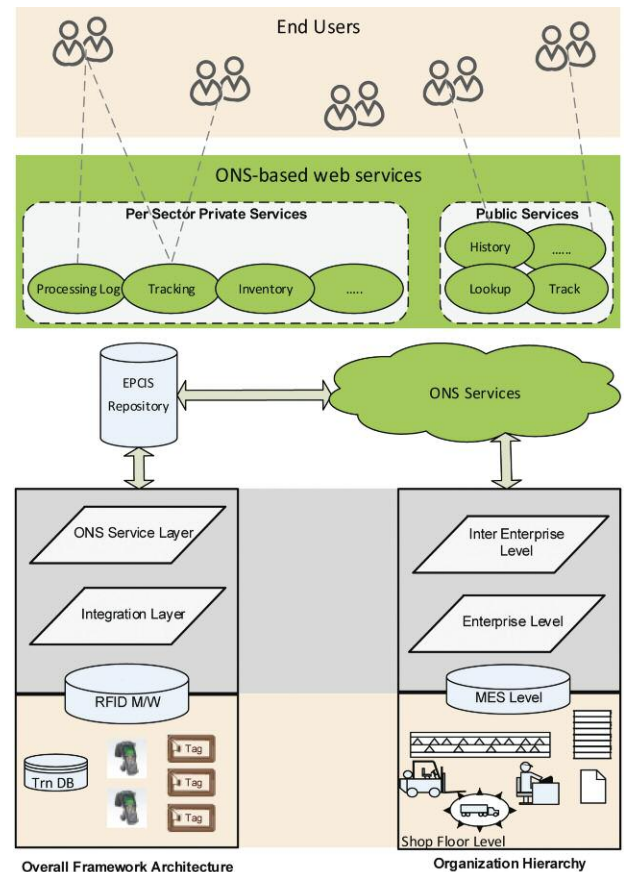 End Users
ONS-based web services
Per Sector Private Services
Public Services
History
......
Processing Log
Tracking
Inventory
.....
Lookup
Track
EPCIS
Repository
ONS Services
ONS Service Layer
Integration Layer
RFID M/W
Inter Enterprise
Level
Enterprise Level
MES Level
Trn DB
Tag
Tag
Tag
Shop Floor Level
Overall Framework Architecture
Organization Hierarchy